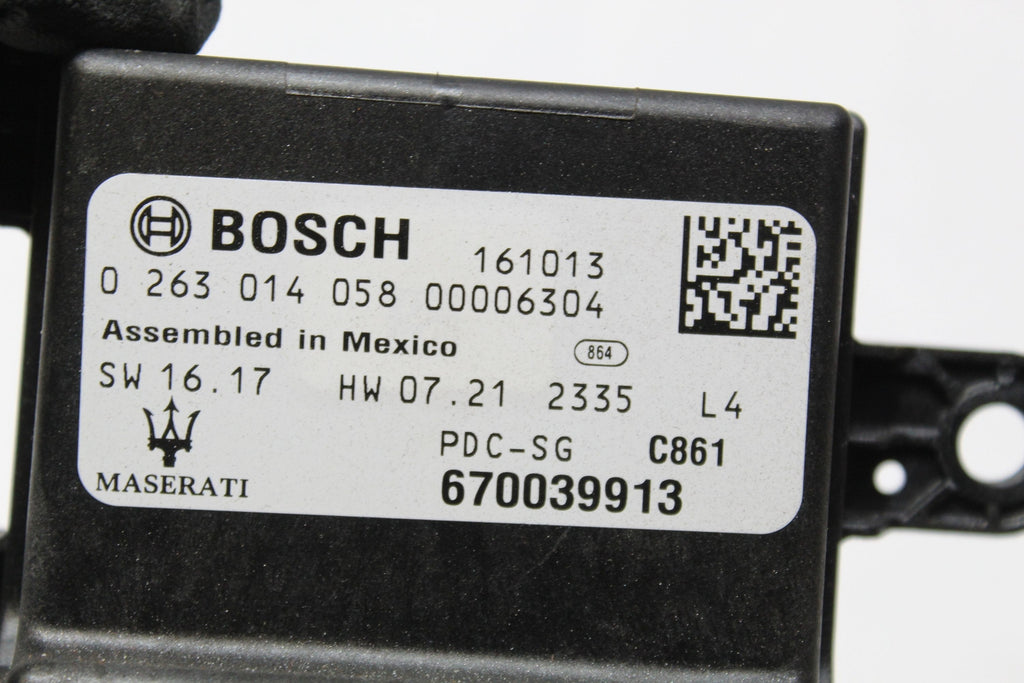 BOSCH 161013
0 263 014 058 00006304
Assembled in Mexico 864
SW 16.17 HW 07.21 2335 L4
PDC-SG C861
MASERATI 670039913